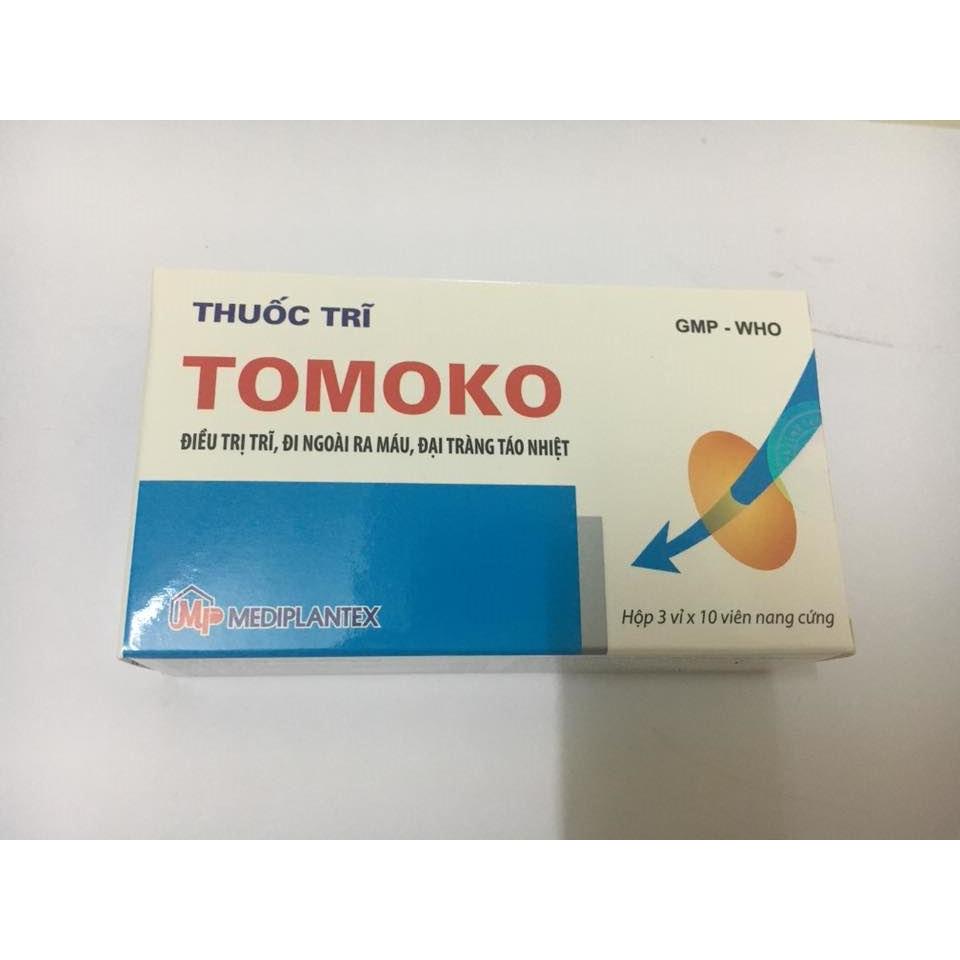 THUỐC TRĨ
GMP - WHO
TOMOKO
ĐIỀU TRỊ TRĨ, ĐI NGOÀI RA MÁU, ĐẠI TRÀNG TÁO NHIỆT
MP MEDIPLANTEX
Hộp 3 vỉ x 10 viên nang cứng